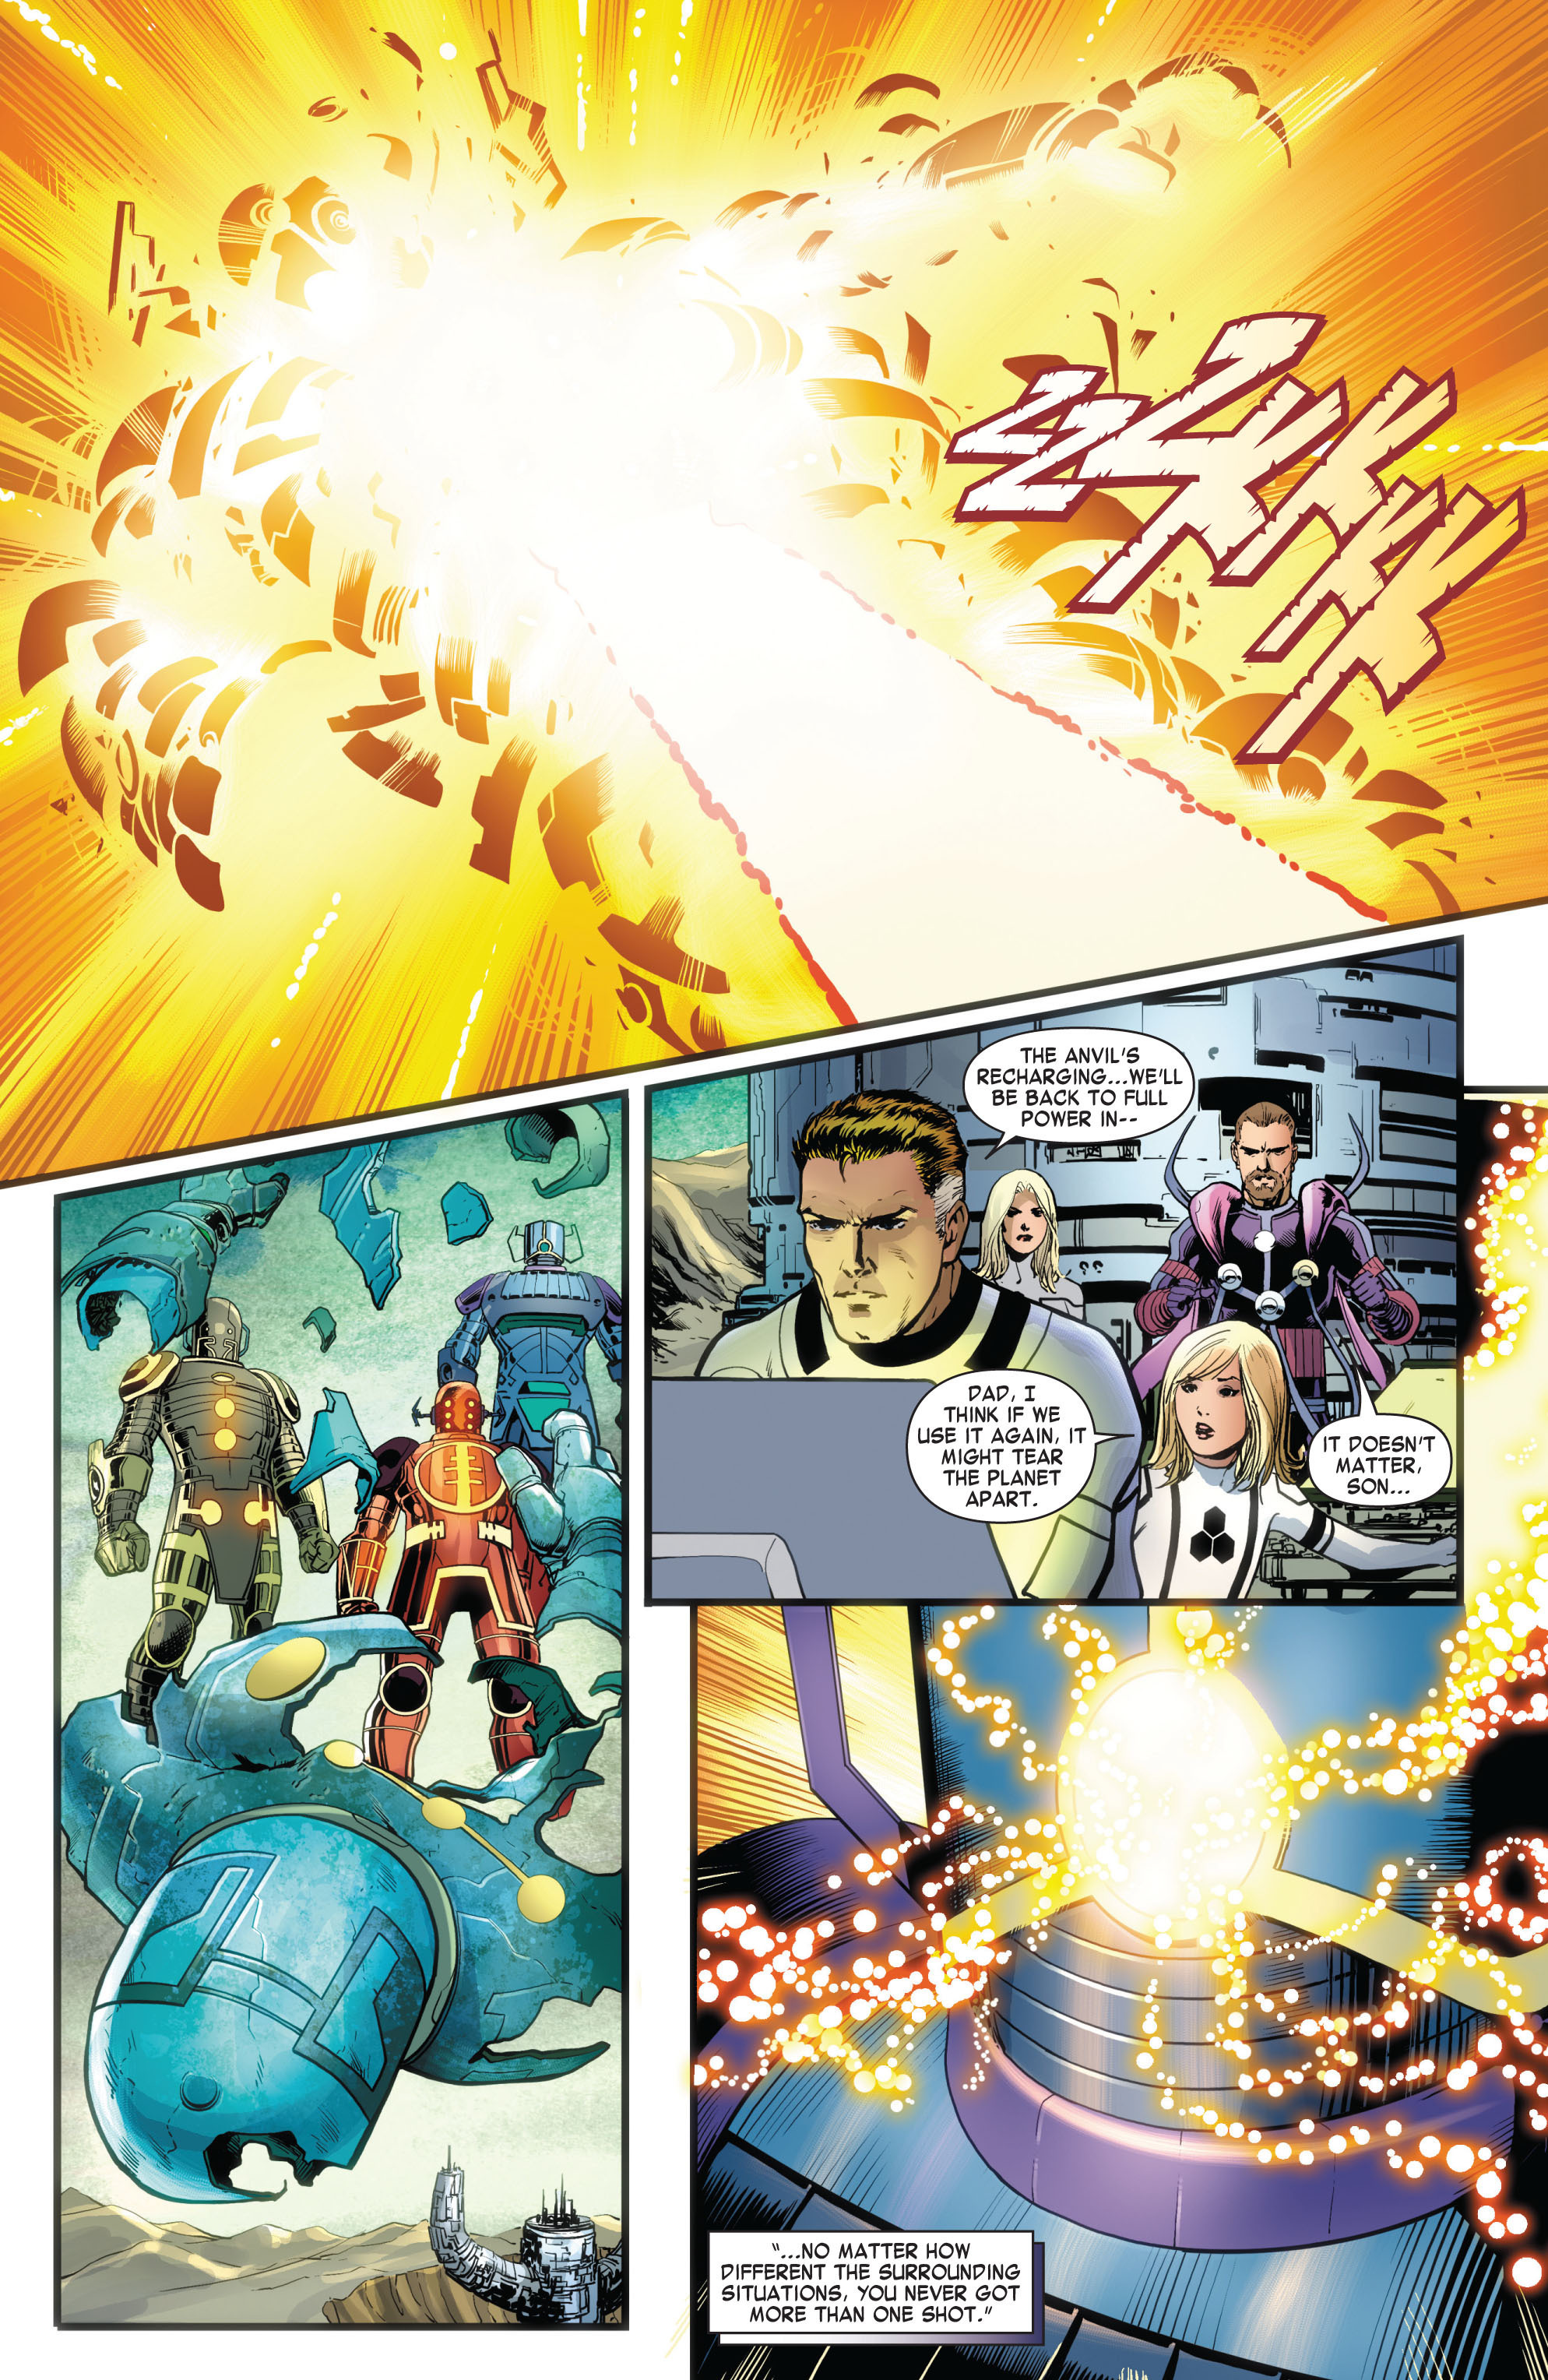 ZZKKKK
THE ANVIL'S
RECHARGING...WE'LL
BE BACK TO FULL
POWER IN--
DAD, I
THINK IF WE
USE IT AGAIN, IT
MIGHT TEAR
THE PLANET
APART.
IT DOESN'T
MATTER,
SON...
"...NO MATTER HOW
DIFFERENT THE SURROUNDING
SITUATIONS, YOU NEVER GOT
MORE THAN ONE SHOT."